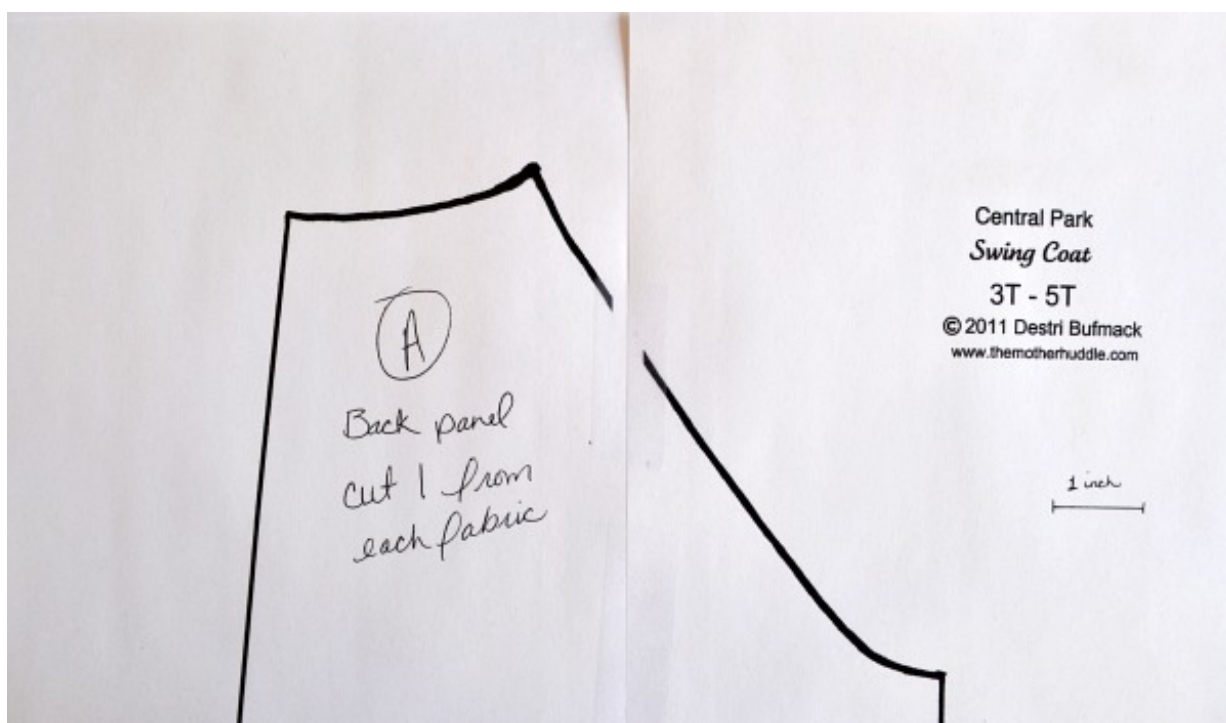 A
Back panel
cut 1 from
each fabric
Central Park
Swing Coat
3T - 5T
© 2011 Destri Bufmack
www.themotherhuddle.com
1 inch